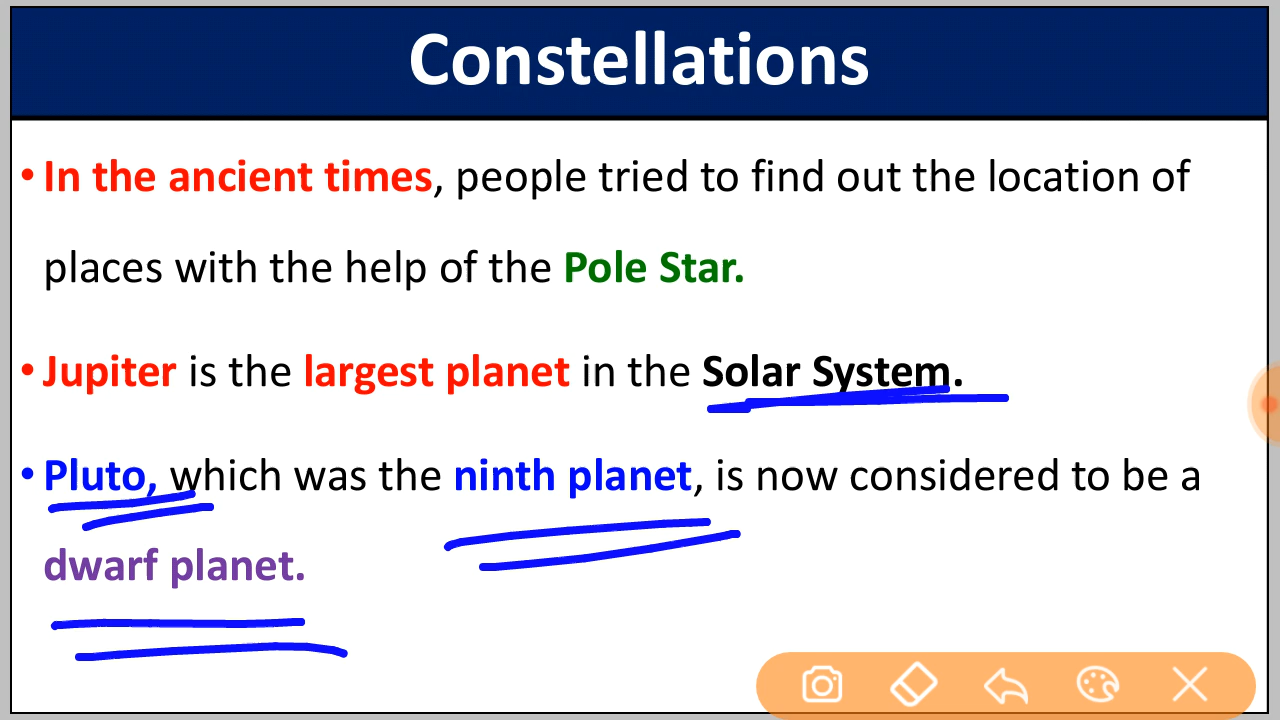 Constellations
• In the ancient times, people tried to find out the location of
places with the help of the Pole Star.
• Jupiter is the largest planet in the Solar System.
• Pluto, which was the ninth planet, is now considered to be a
dwarf planet.